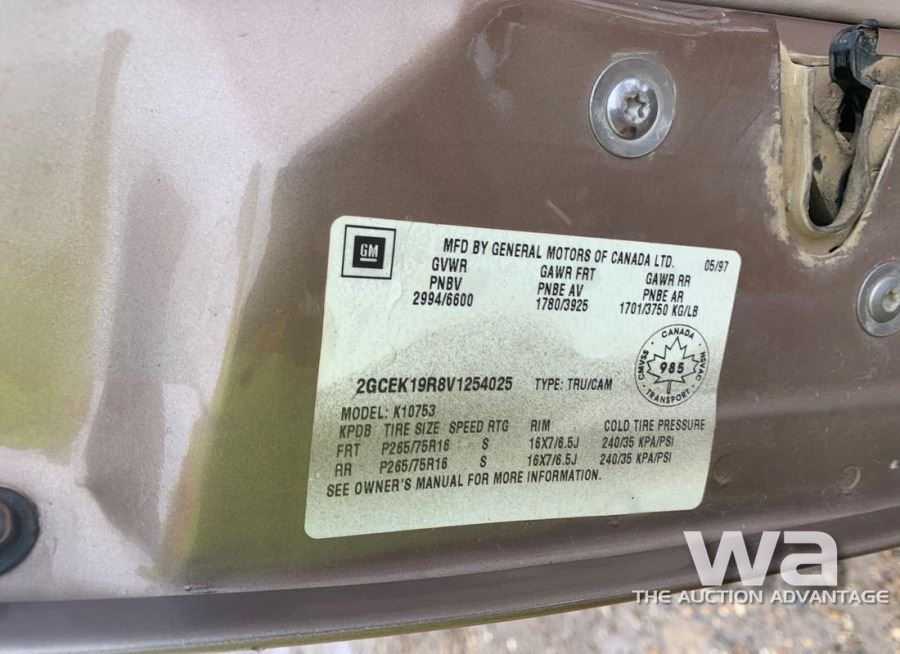 GM
MFD BY GENERAL MOTORS OF CANADA LTD. 05/97
GVWR GAWR FRT GAWR RR
PNBV PNBE AV PNBE AR
2994/6600 1780/3925 1701/3750 KG/LB
CANADA
CMVSS 985 NSVAC
TRANSPORT
2GCEK19R8V1254025 TYPE: TRU/CAM
MODEL: K10753
KPDB TIRE SIZE SPEED RTG RIM COLD TIRE PRESSURE
FRT P265/75R16 S 16X7/6.5J 240/35 KPA/PSI
RR P265/75R16 S 16X7/6.5J 240/35 KPA/PSI
SEE OWNER'S MANUAL FOR MORE INFORMATION.
wa
THE AUCTION ADVANTAGE